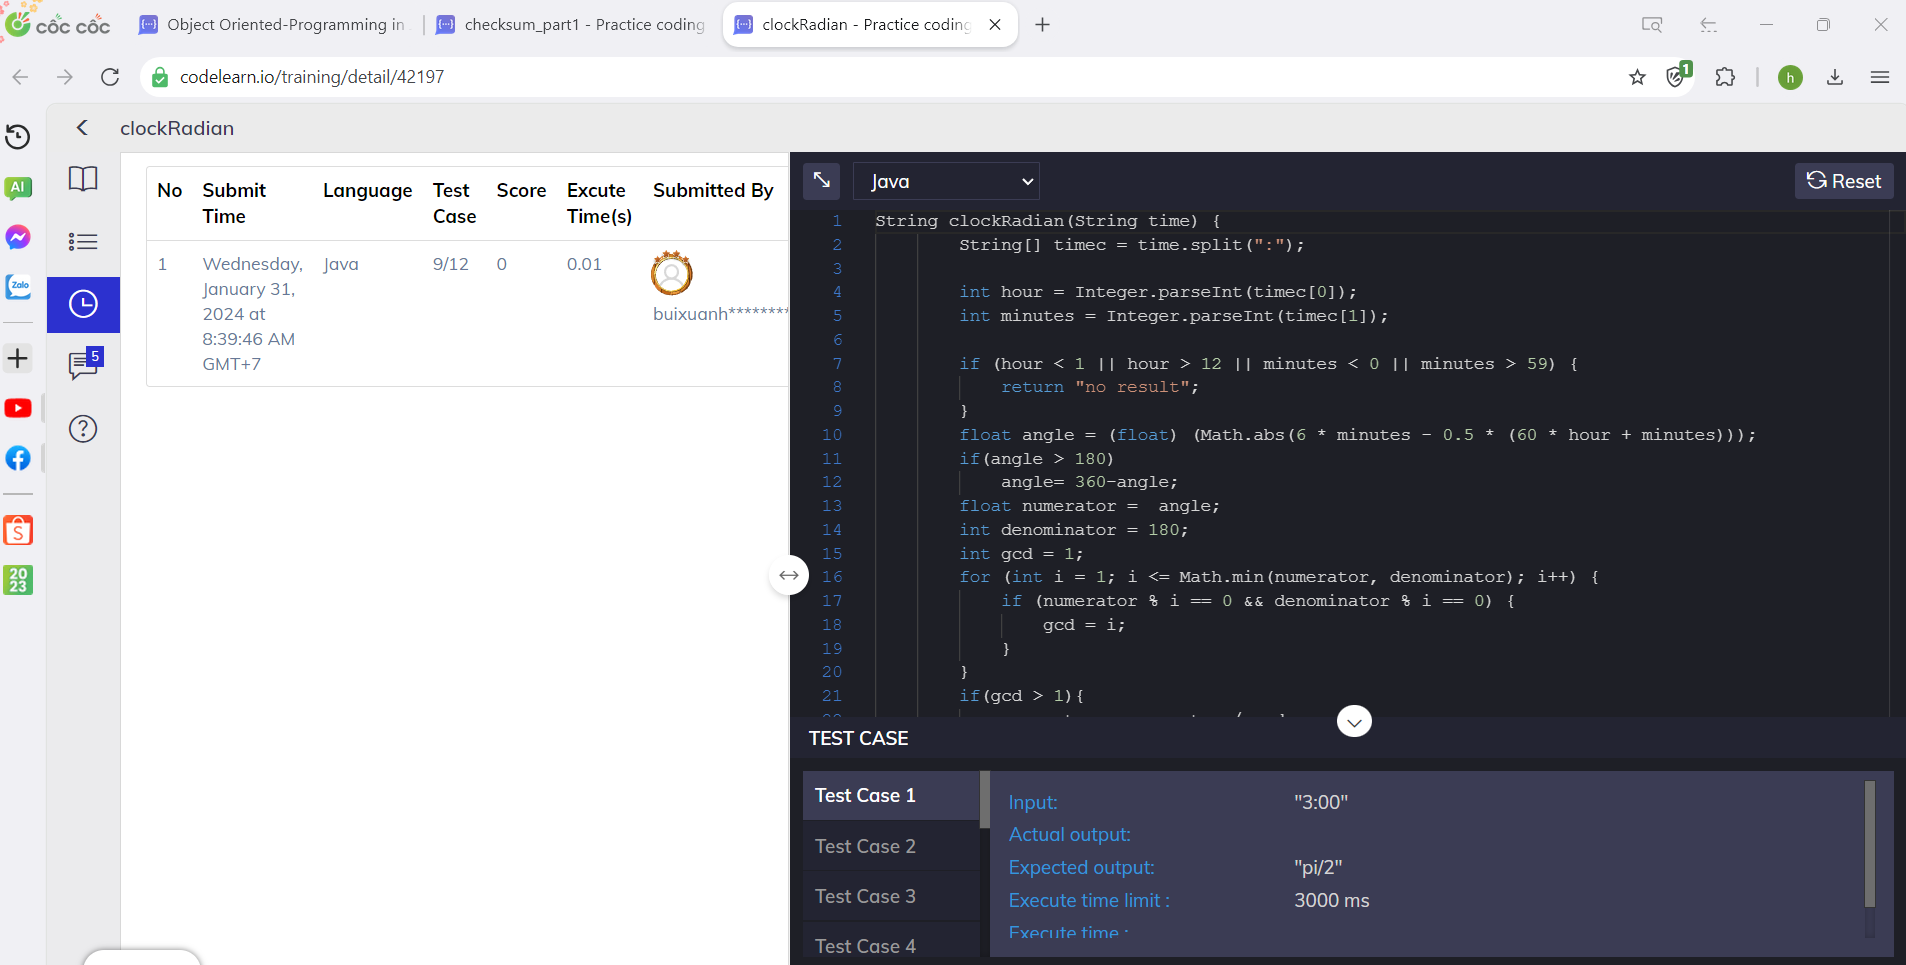 cốc cốc
Object Oriented-Programming in
checksum_part1 - Practice coding
clockRadian - Practice coding
codelearn.io/training/detail/42197
1
h
clockRadian
AI
Zalo
5
20
23
No Submit Time Language Test Case Score Excute Time(s) Submitted By
1 Wednesday, January 31, 2024 at 8:39:46 AM GMT+7 Java 9/12 0 0.01 buixuanh********
Java
Reset
1 String clockRadian(String time) {
2 String[] timec = time.split(":");
3
4 int hour = Integer.parseInt(timec[0]);
5 int minutes = Integer.parseInt(timec[1]);
6
7 if (hour < 1 || hour > 12 || minutes < 0 || minutes > 59) {
8 return "no result";
9 }
10 float angle = (float) (Math.abs(6 * minutes - 0.5 * (60 * hour + minutes)));
11 if(angle > 180)
12 angle= 360-angle;
13 float numerator =  angle;
14 int denominator = 180;
15 int gcd = 1;
16 for (int i = 1; i <= Math.min(numerator, denominator); i++) {
17 if (numerator % i == 0 && denominator % i == 0) {
18 gcd = i;
19 }
20 }
21 if(gcd > 1){
TEST CASE
Test Case 1
Test Case 2
Test Case 3
Test Case 4
Input: "3:00"
Actual output:
Expected output: "pi/2"
Execute time limit : 3000 ms
Execute time :